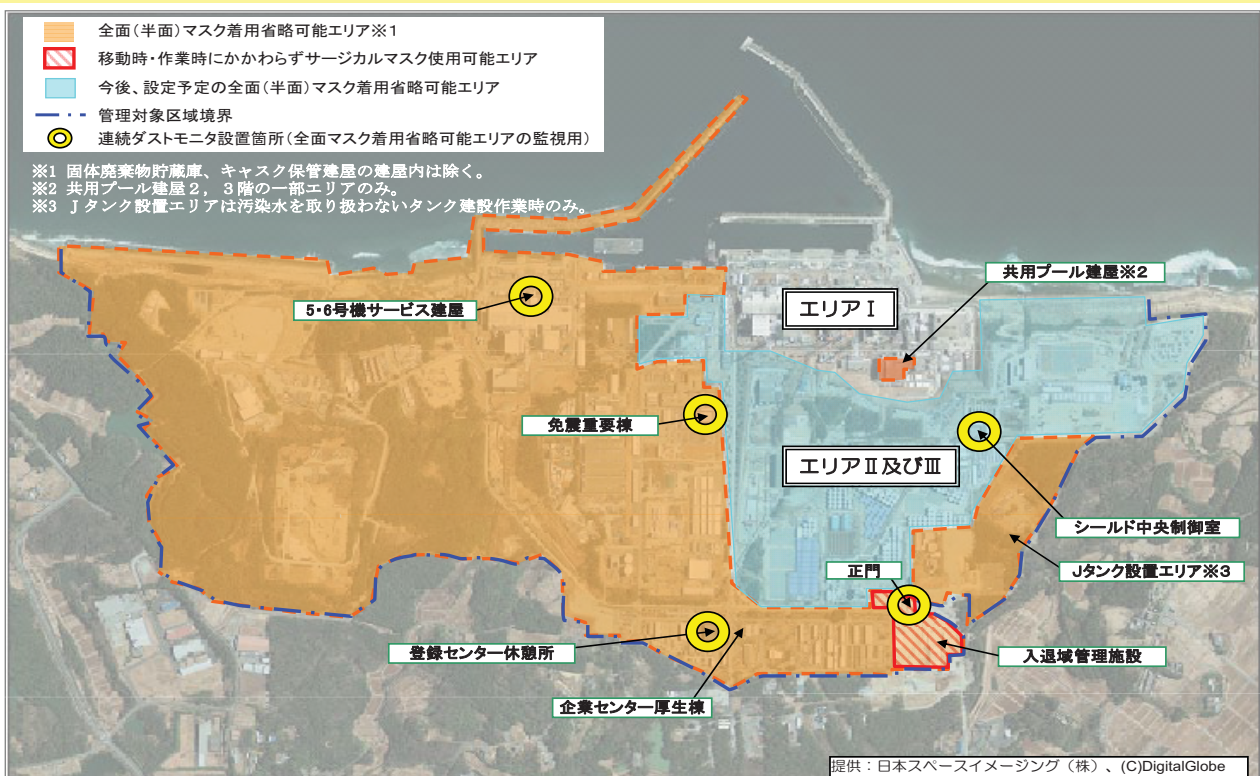 全面(半面)マスク着用省略可能エリア※1
移動時・作業時にかかわらずサージカルマスク使用可能エリア
今後、設定予定の全面(半面)マスク着用省略可能エリア
管理対象区域境界
連続ダストモニタ設置箇所(全面マスク着用省略可能エリアの監視用)
※1 固体廃棄物貯蔵庫、キャスク保管建屋の建屋内は除く。
※2 共用プール建屋2, 3階の一部エリアのみ。
※3 Jタンク設置エリアは汚染水を取り扱わないタンク建設作業時のみ。
共用プール建屋※2
エリアⅠ
5・6号機サービス建屋
免震重要棟
エリアⅡ及びⅢ
シールド中央制御室
正門
Jタンク設置エリア※3
登録センター休憩所
入退域管理施設
企業センター厚生棟
提供:日本スペースイメージング(株)、(C)DigitalGlobe